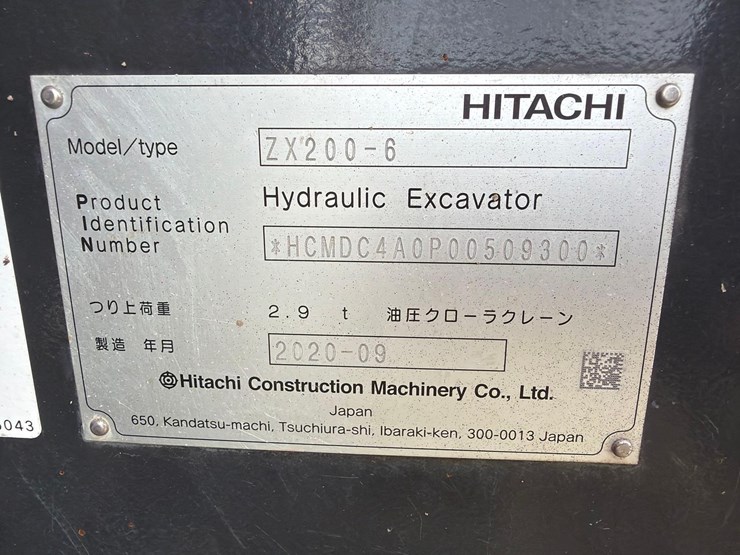 HITACHI
Model/type ZX200-6
Hydraulic Excavator
Product
Identification
Number
*HCMDC4A0P00509300*
つり上荷重 2.9 t 油圧クローラクレーン
製造 年月 2020-09
Hitachi Construction Machinery Co., Ltd.
Japan
650, Kandatsu-machi, Tsuchiura-shi, Ibaraki-ken, 300-0013 Japan
043